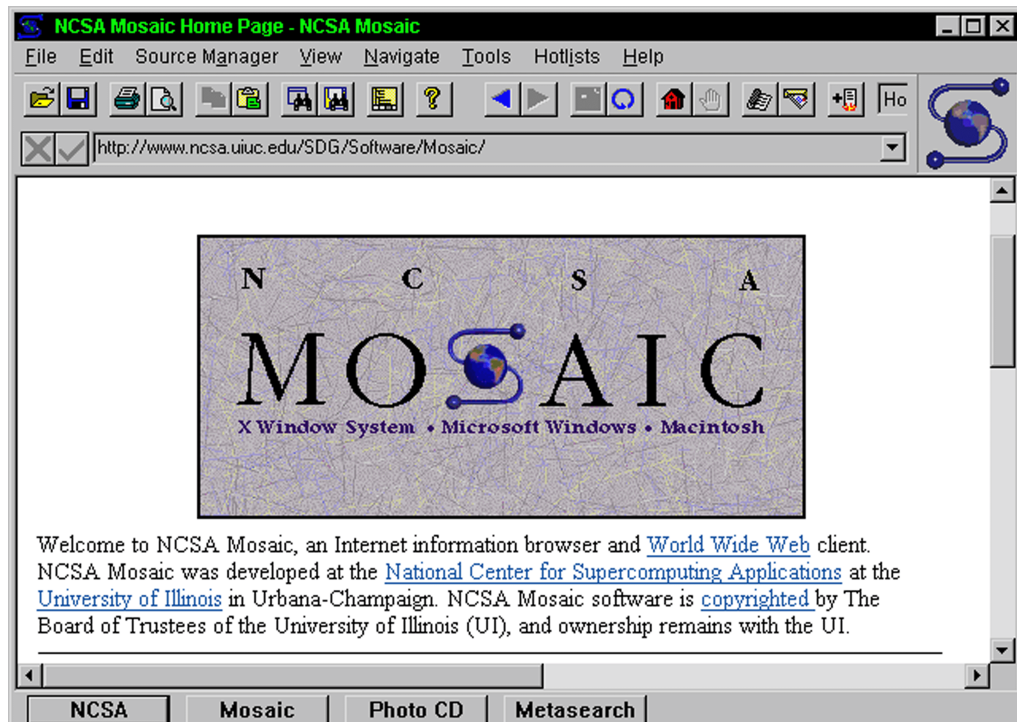 NCSA Mosaic Home Page - NCSA Mosaic
File Edit Source Manager View Navigate Tools Hotlists Help
Ho
http://www.ncsa.uiuc.edu/SDG/Software/Mosaic/
N C S A
MOSAIC
X Window System • Microsoft Windows • Macintosh
Welcome to NCSA Mosaic, an Internet information browser and World Wide Web client.
NCSA Mosaic was developed at the National Center for Supercomputing Applications at the
University of Illinois in Urbana-Champaign. NCSA Mosaic software is copyrighted by The
Board of Trustees of the University of Illinois (UI), and ownership remains with the UI.
NCSA Mosaic Photo CD Metasearch